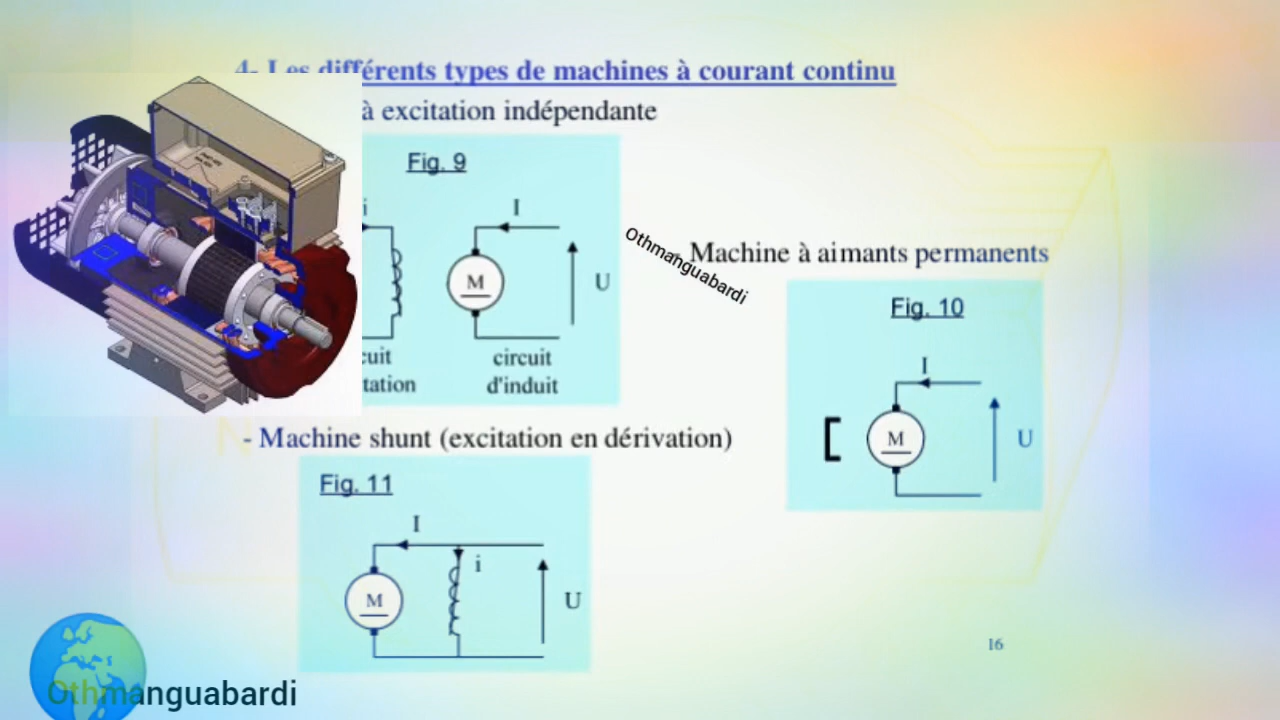 4- Les différents types de machines à courant continu
à excitation indépendante
Fig. 9
i
I
M
U
cuit
tation
circuit
d'induit
Othmanguabardi
Machine à aimants permanents
Fig. 10
I
M
U
- Machine shunt (excitation en dérivation)
Fig. 11
I
i
M
U
16
Othmanguabardi